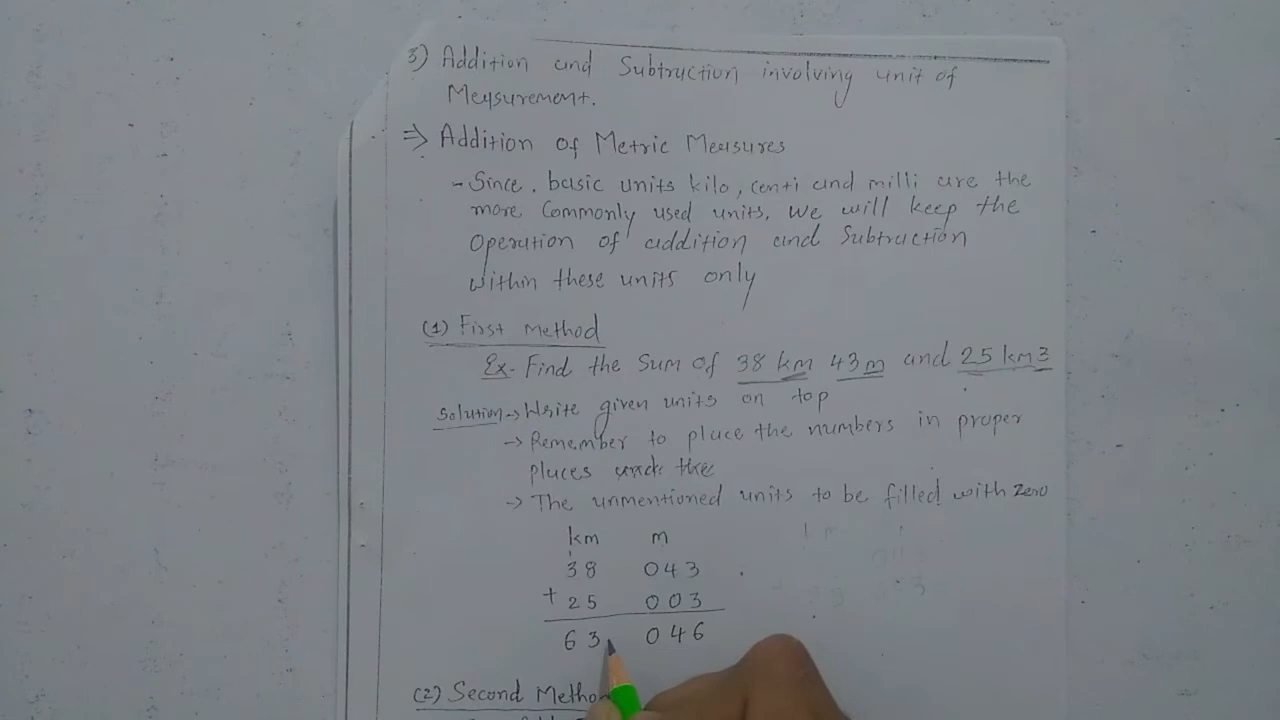 3) Addition and Subtraction involving unit of
Measurement.
⇒ Addition of Metric Measures
- Since, basic units kilo, centi and milli are the
more commonly used units. We will keep the
Operation of addition and Subtraction
within these units only
(1) First Method
Ex- Find the Sum of 38 km 43 m and 25 km 3
Solution → Write given units on top
→ Remember to place the numbers in proper
places
→ The unmentioned units to be filled with zero
km m
1
38 043
+ 25 003
63 046
(2) Second Metho